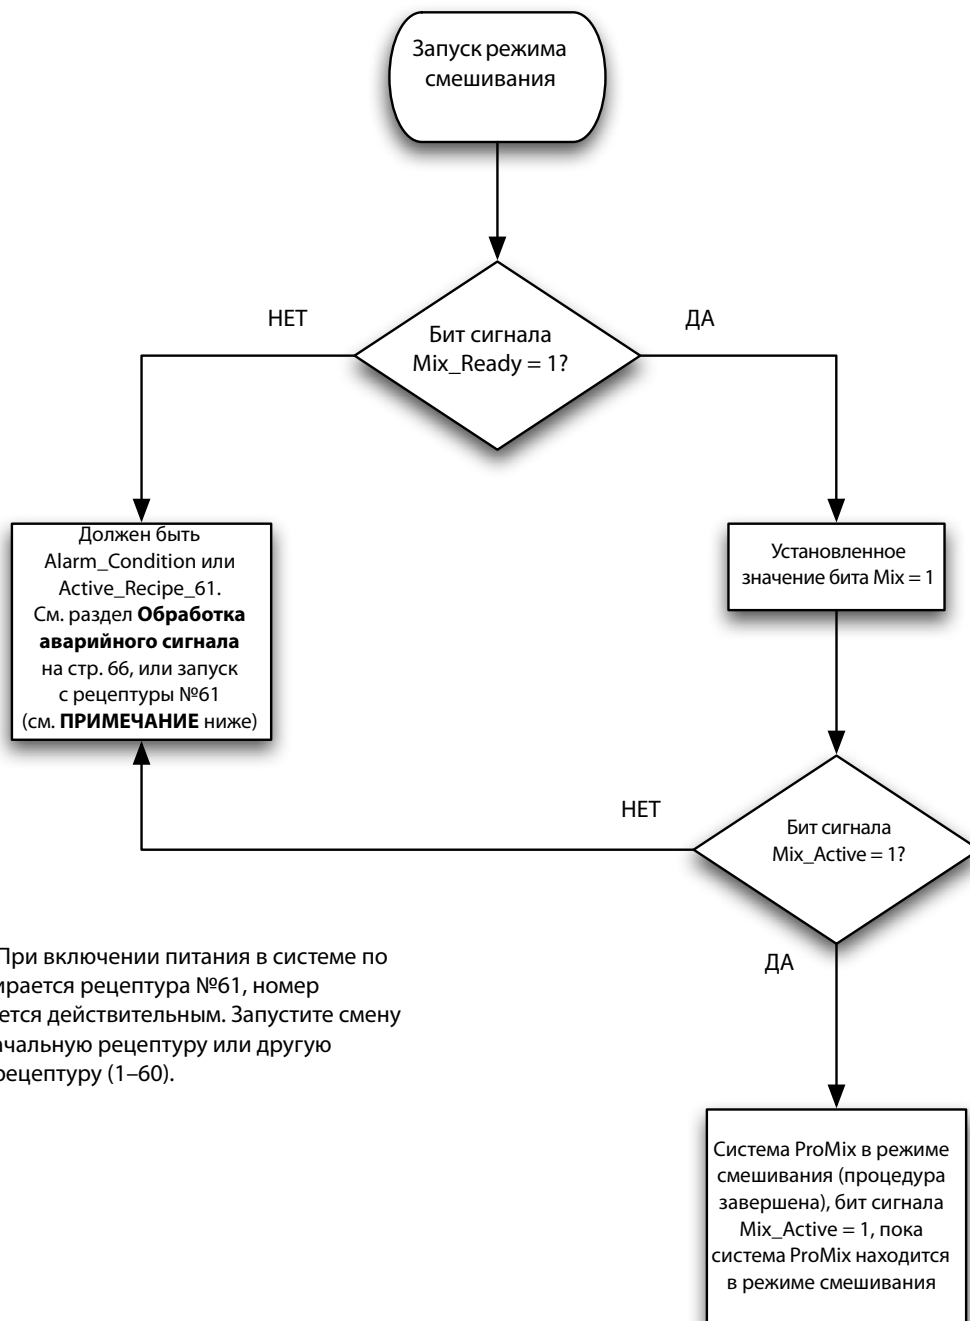 Запуск режима
смешивания
НЕТ
ДА
Бит сигнала
Mix_Ready = 1?
Должен быть
Alarm_Condition или
Active_Recipe_61.
См. раздел Обработка
аварийного сигнала
на стр. 66, или запуск
с рецептуры №61
(см. ПРИМЕЧАНИЕ ниже)
Установленное
значение бита Mix = 1
НЕТ
Бит сигнала
Mix_Active = 1?
ДА
При включении питания в системе по
рецептура №61, номер
действительным. Запустите смену
рецептуру или другую
рецептуру (1–60).
Система ProMix в режиме
смешивания (процедура
завершена), бит сигнала
Mix_Active = 1, пока
система ProMix находится
в режиме смешивания